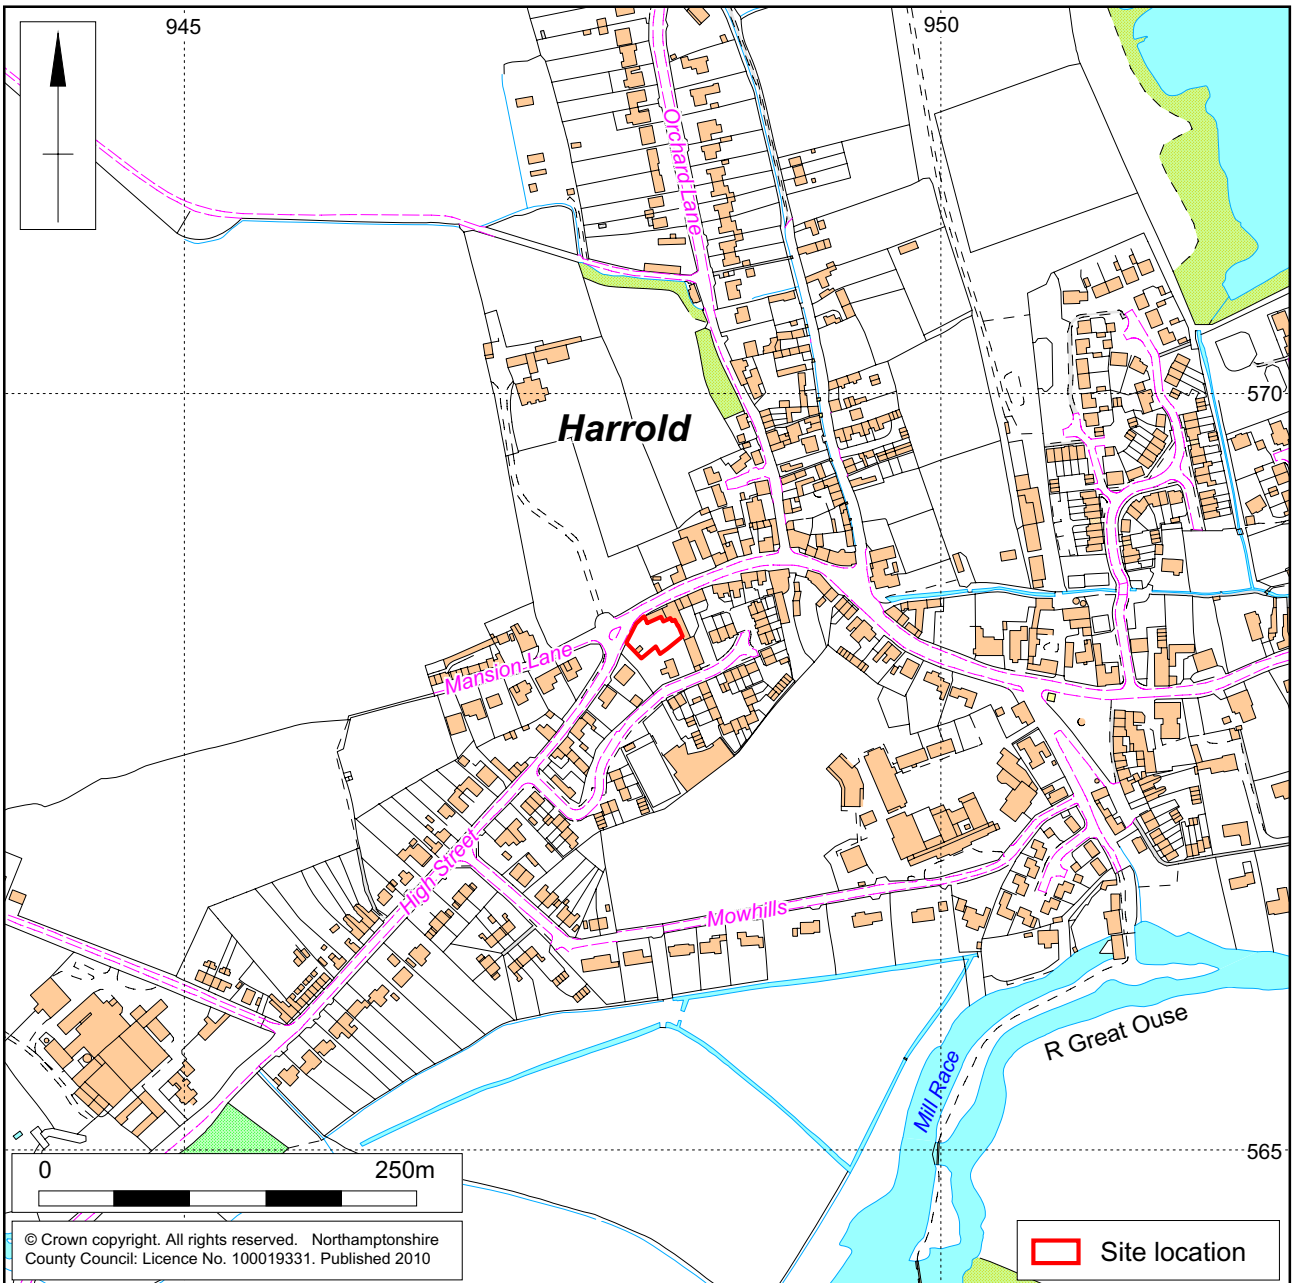 945
950
Orchard Lane
570
Harrold
Mansion Lane
High Street
Mowhills
R Great Ouse
Mill Race
565
0 250m
© Crown copyright. All rights reserved. Northamptonshire
County Council: Licence No. 100019331. Published 2010
Site location